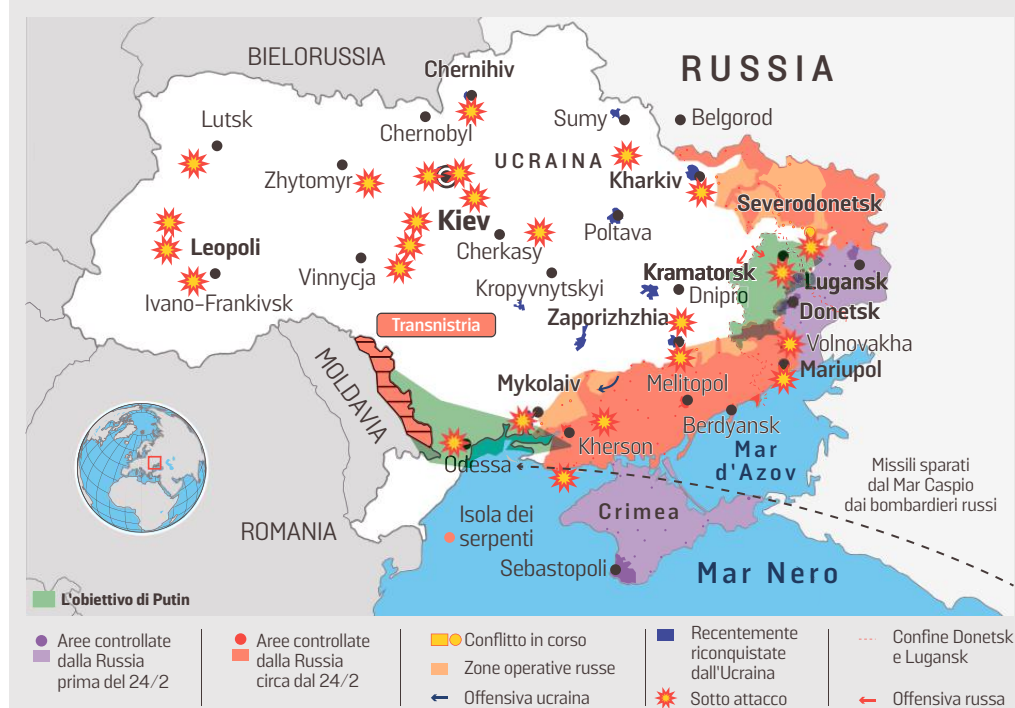 BIELORUSSIA
RUSSIA
Chernihiv
Lutsk
Chernobyl
Sumy
Belgorod
UCRAINA
Zhytomyr
Kharkiv
Severodonetsk
Kiev
Poltava
Leopoli
Cherkasy
Vinnycja
Kramatorsk
Lugansk
Ivano-Frankivsk
Kropyvnytskyi
Dnipro
Donetsk
Transnistria
Zaporizhzhia
Volnovakha
MOLDAVIA
Mykolaiv
Melitopol
Mariupol
Berdyansk
Kherson
Odessa
Mar
d'Azov
Missili sparati
dal Mar Caspio
dai bombardieri russi
ROMANIA
Isola dei
serpenti
Crimea
Sebastopoli
Mar Nero
L'obiettivo di Putin
Aree controllate
dalla Russia
prima del 24/2
Aree controllate
dalla Russia
circa dal 24/2
Conflitto in corso
Zone operative russe
Offensiva ucraina
Recentemente
riconquistate
dall'Ucraina
Sotto attacco
Confine Donetsk
e Lugansk
Offensiva russa